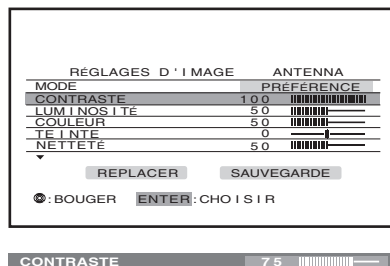 RÉGLAGES D'IMAGE ANTENNA
MODE PRÉFÉRENCE
CONTRASTE 100
LUMINOSITÉ 50
COULEUR 50
TEINTE 0
NETTETÉ 50
REPLACER SAUVEGARDE
:BOUGER ENTER:CHOISIR
CONTRASTE 75